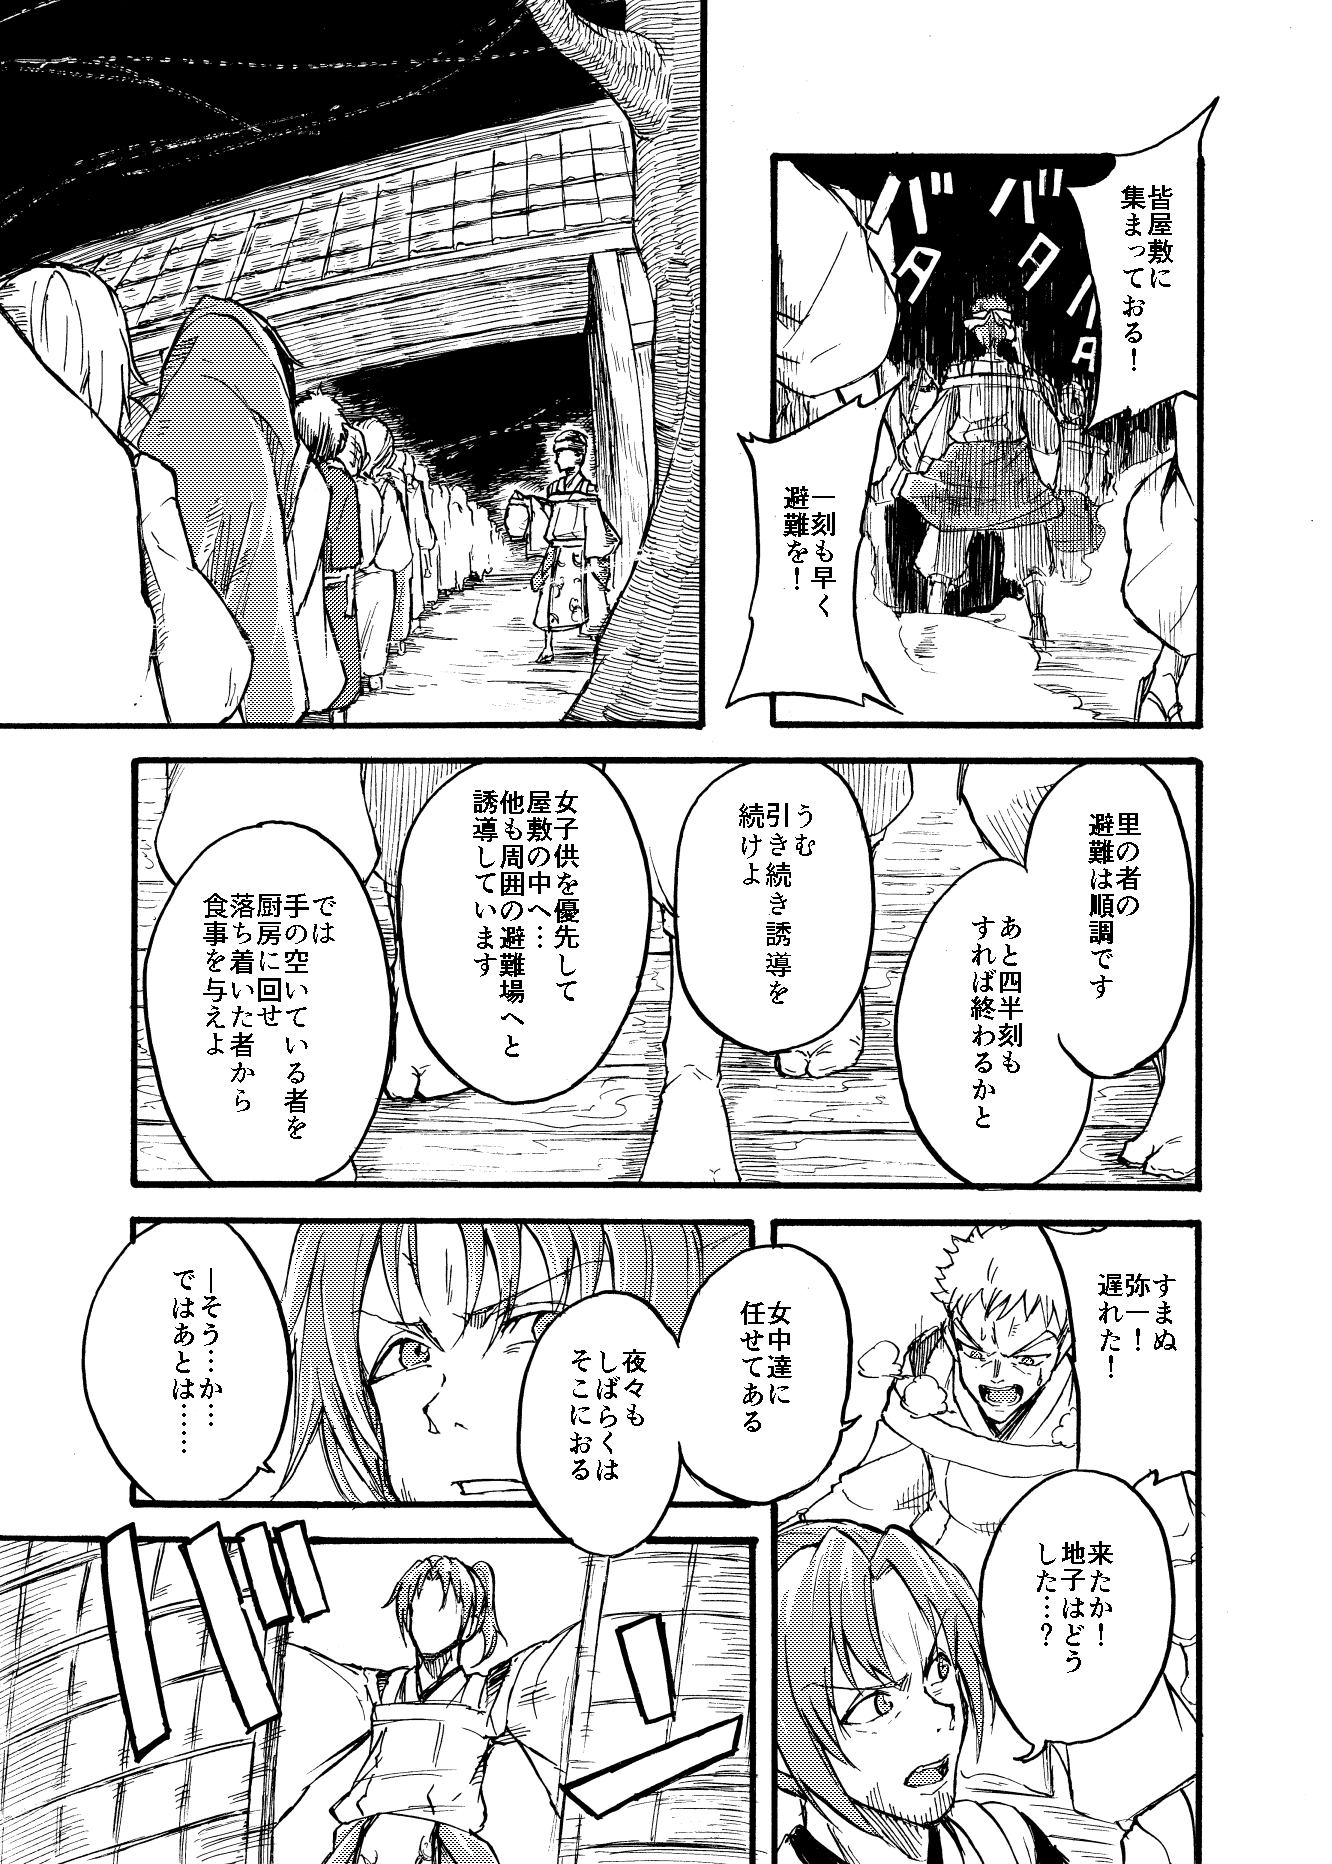 皆屋敷に
集まっておる！
バタ
バタ
バタ
一刻も早く
避難を！
里の者の
避難は順調です
あと四半刻も
すれば終わるかと
うむ
引き続き誘導を
続けよ
女子供を優先して
屋敷の中へ…
他も周囲の避難場へと
誘導しています
では
手の空いている者を
厨房に回せ
落ち着いた者から
食事を与えよ
すまぬ
弥一！
遅れた！
来たか！
地子はどう
した…？
女中達に
任せてある
夜々も
しばらくは
そこにおる
―そう…か…
ではあとは……
バン